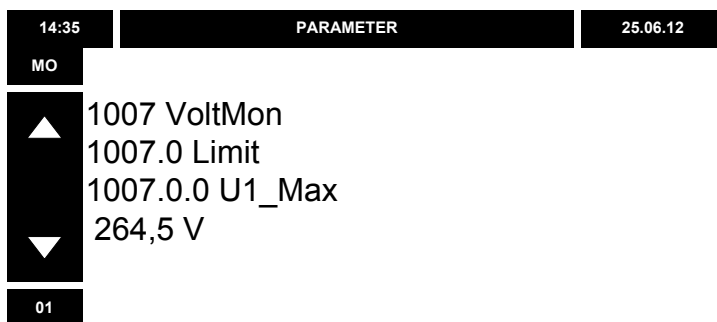 14:35 PARAMETER 25.06.12
MO
1007 VoltMon
1007.0 Limit
1007.0.0 U1_Max
264,5 V
01